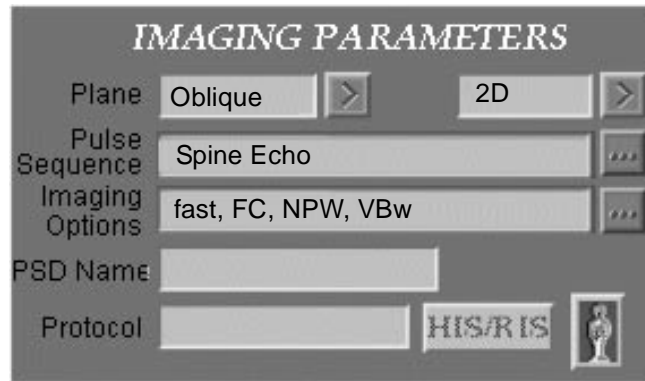 IMAGING PARAMETERS
Plane Oblique > 2D >
Pulse Sequence Spine Echo ...
Imaging Options fast, FC, NPW, VBw ...
PSD Name
Protocol HIS/RIS